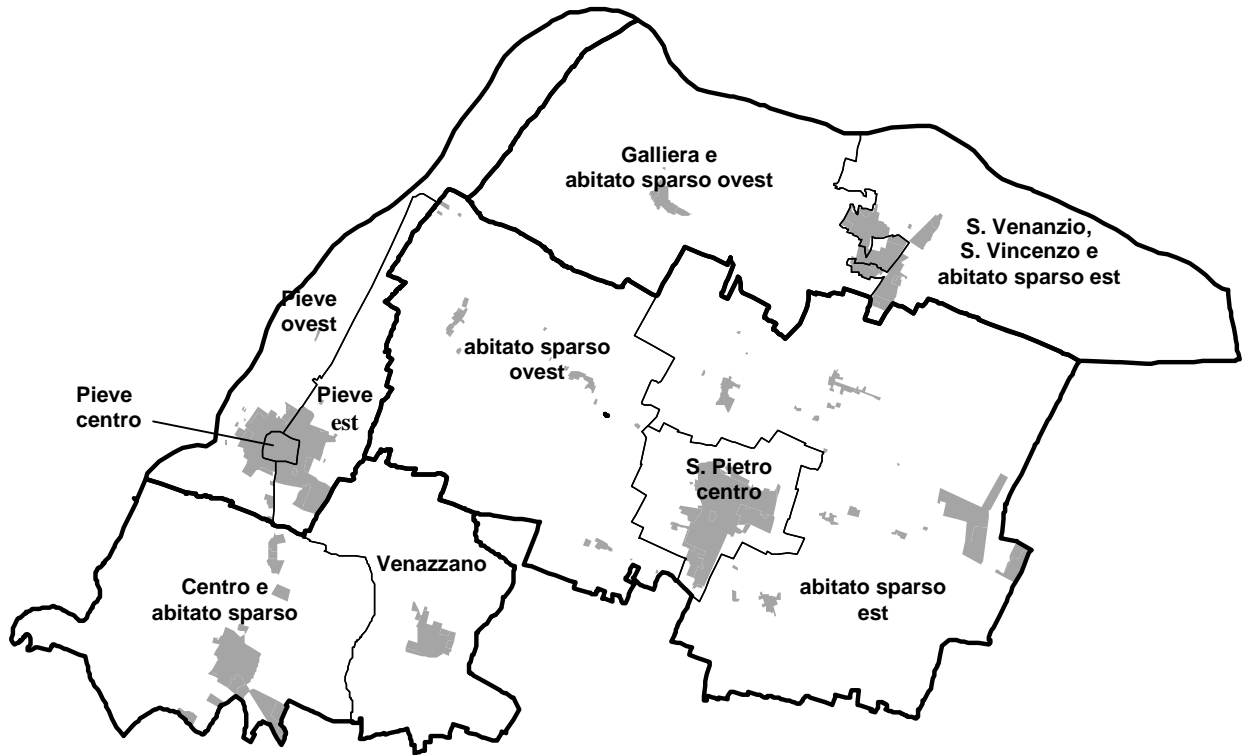 Galliera e
abitato sparso ovest
S. Venanzio,
S. Vincenzo e
abitato sparso est
Pieve
ovest
abitato sparso
ovest
Pieve
centro
Pieve
est
S. Pietro
centro
Venazzano
Centro e
abitato sparso
abitato sparso
est